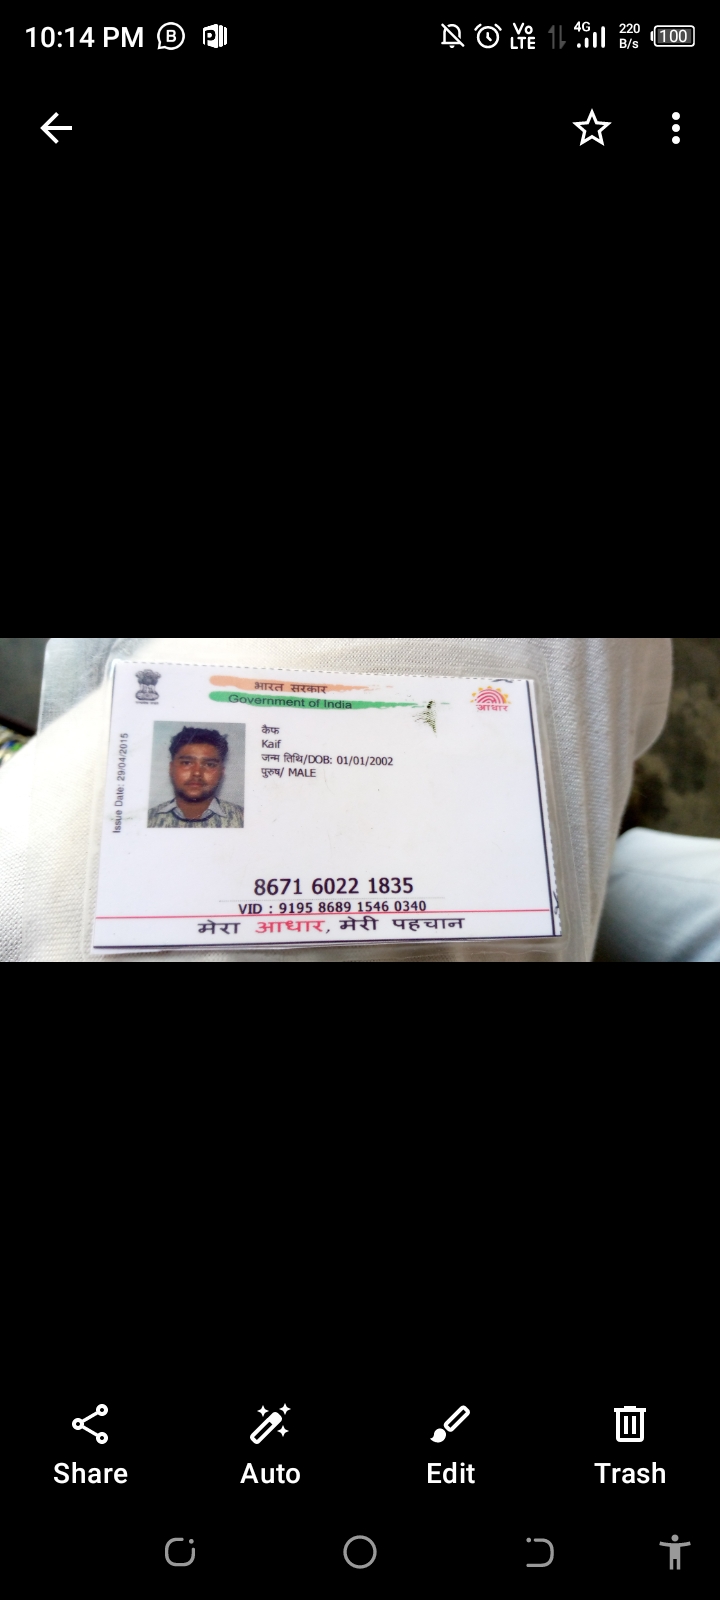 10:14 PM
Vo LTE 4G 220 B/s 100
भारत सरकार
Government of India
आधार
Issue Date: 29/04/2015
कैफ
Kaif
जन्म तिथि/DOB: 01/01/2002
पुरुष/ MALE
8671 6022 1835
VID : 9195 8689 1546 0340
मेरा आधार, मेरी पहचान
Share Auto Edit Trash